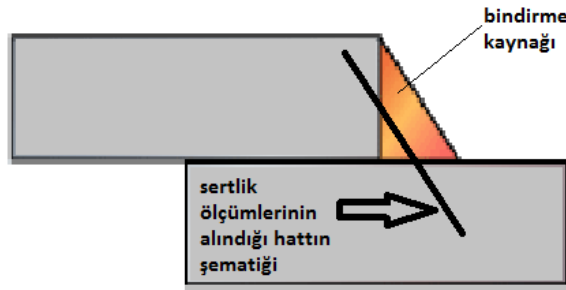 bindirme
kaynağı
sertlik
ölçümlerinin
alındığı hattın
şematiği